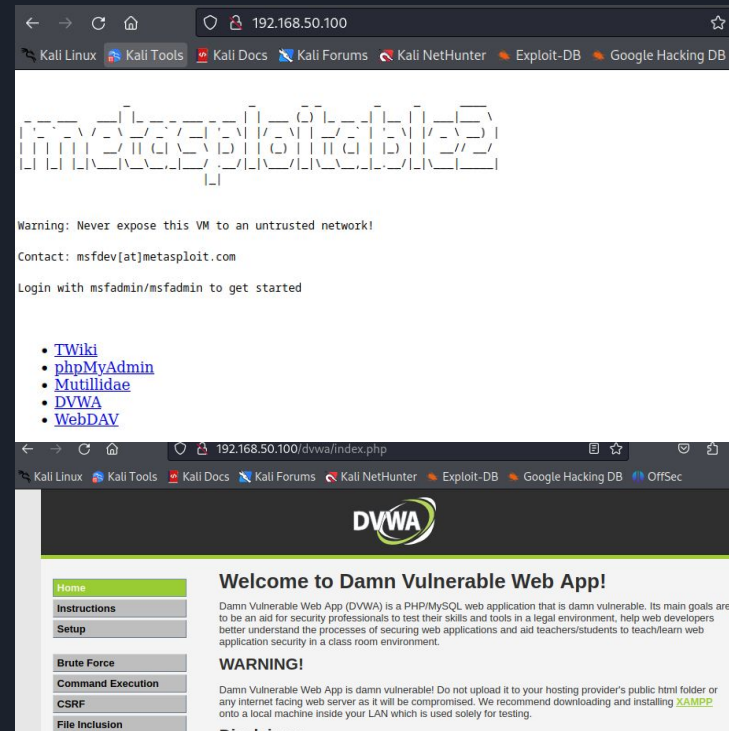 192.168.50.100
Kali Linux Kali Tools Kali Docs Kali Forums Kali NetHunter Exploit-DB Google Hacking DB
metasploitable2
Warning: Never expose this VM to an untrusted network!
Contact: msfdev[at]metasploit.com
Login with msfadmin/msfadmin to get started
TWiki
phpMyAdmin
Mutillidae
DVWA
WebDAV
192.168.50.100/dvwa/index.php
Kali Linux Kali Tools Kali Docs Kali Forums Kali NetHunter Exploit-DB Google Hacking DB OffSec
DVWA
Home
Instructions
Setup
Brute Force
Command Execution
CSRF
File Inclusion
Welcome to Damn Vulnerable Web App!
Damn Vulnerable Web App (DVWA) is a PHP/MySQL web application that is damn vulnerable. Its main goals are
to be an aid for security professionals to test their skills and tools in a legal environment, help web developers
better understand the processes of securing web applications and aid teachers/students to teach/learn web
application security in a class room environment.
WARNING!
Damn Vulnerable Web App is damn vulnerable! Do not upload it to your hosting provider's public html folder or
any internet facing web server as it will be compromised. We recommend downloading and installing XAMPP
onto a local machine inside your LAN which is used solely for testing.